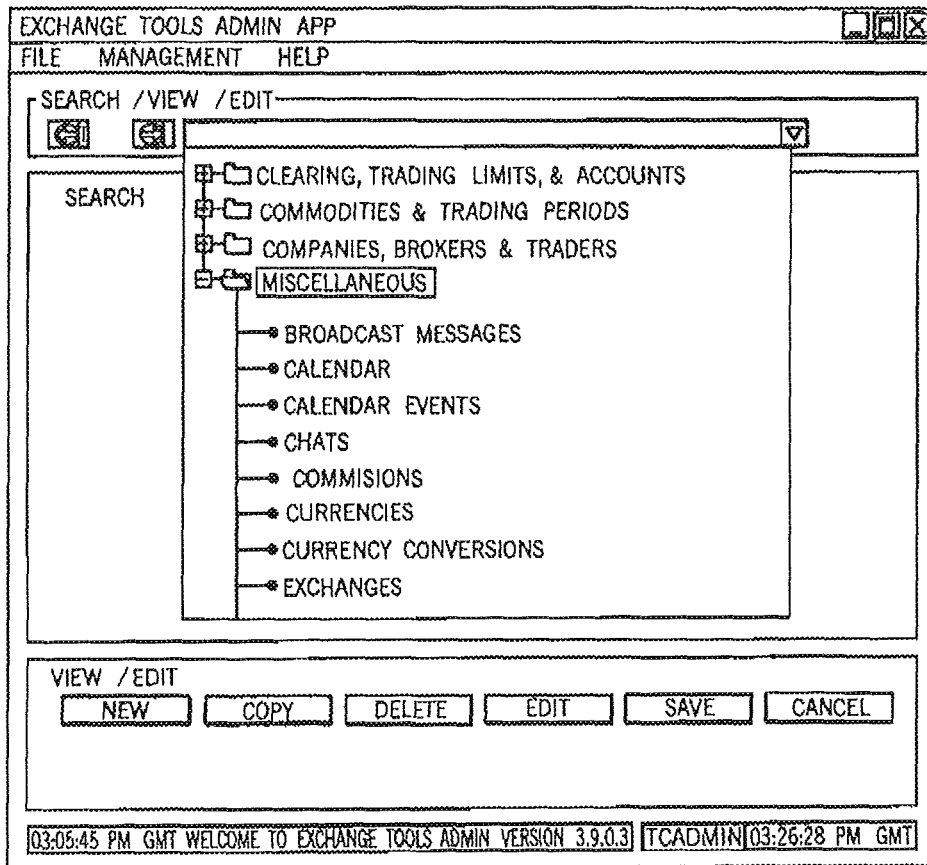 EXCHANGE TOOLS ADMIN APP
FILE MANAGEMENT HELP
SEARCH /VIEW /EDIT
SEARCH
CLEARING, TRADING LIMITS, & ACCOUNTS
COMMODITIES & TRADING PERIODS
COMPANIES, BROKERS & TRADERS
MISCELLANEOUS
BROADCAST MESSAGES
CALENDAR
CALENDAR EVENTS
CHATS
COMMISIONS
CURRENCIES
CURRENCY CONVERSIONS
EXCHANGES
VIEW /EDIT
NEW COPY DELETE EDIT SAVE CANCEL
03:05:45 PM GMT WELCOME TO EXCHANGE TOOLS ADMIN VERSION 3.9.0.3 TCADMIN 03:26:28 PM GMT